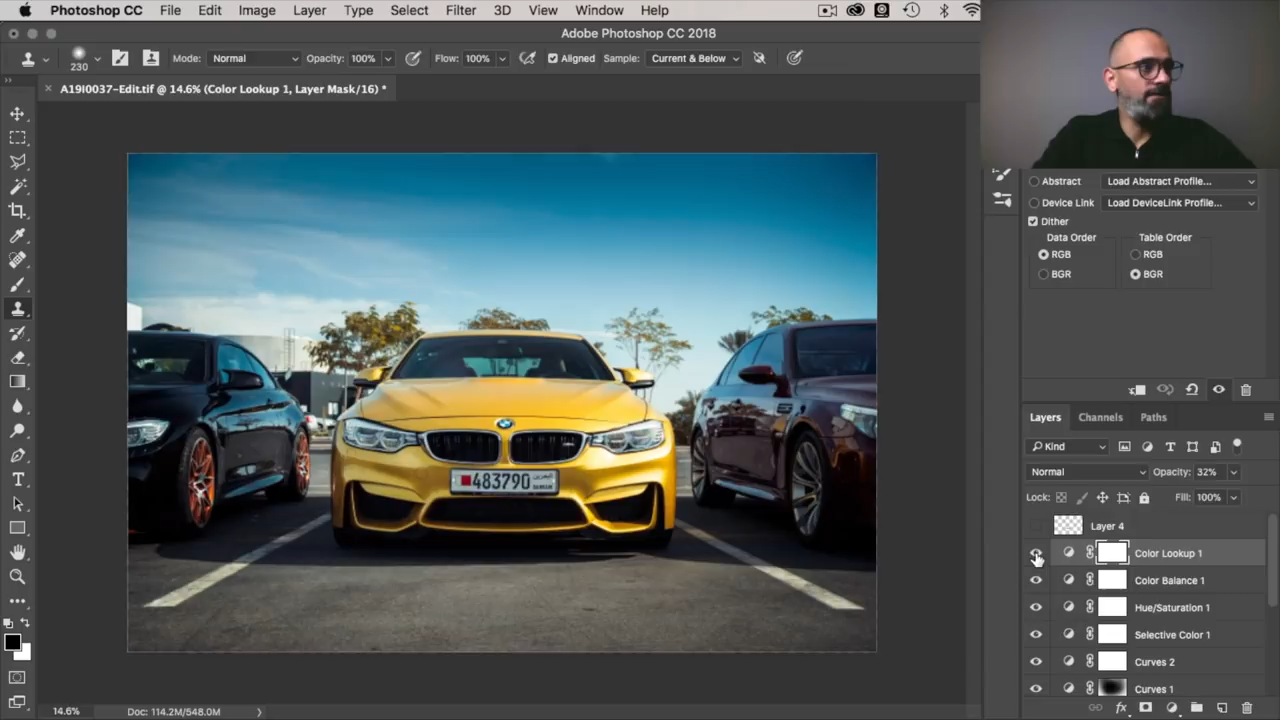 Photoshop CC File Edit Image Layer Type Select Filter 3D View Window Help
Adobe Photoshop CC 2018
230 Mode: Normal Opacity: 100% Flow: 100% Aligned Sample: Current & Below
× A19I0037-Edit.tif @ 14.6% (Color Lookup 1, Layer Mask/16) *
Abstract Load Abstract Profile...
Device Link Load DeviceLink Profile...
Dither
Data Order Table Order
RGB RGB
BGR BGR
483790 البحرين
Layers Channels Paths
Kind
Normal Opacity: 32%
Lock: Fill: 100%
Layer 4
Color Lookup 1
Color Balance 1
Hue/Saturation 1
Selective Color 1
Curves 2
Curves 1
14.6% Doc: 114.2M/548.0M